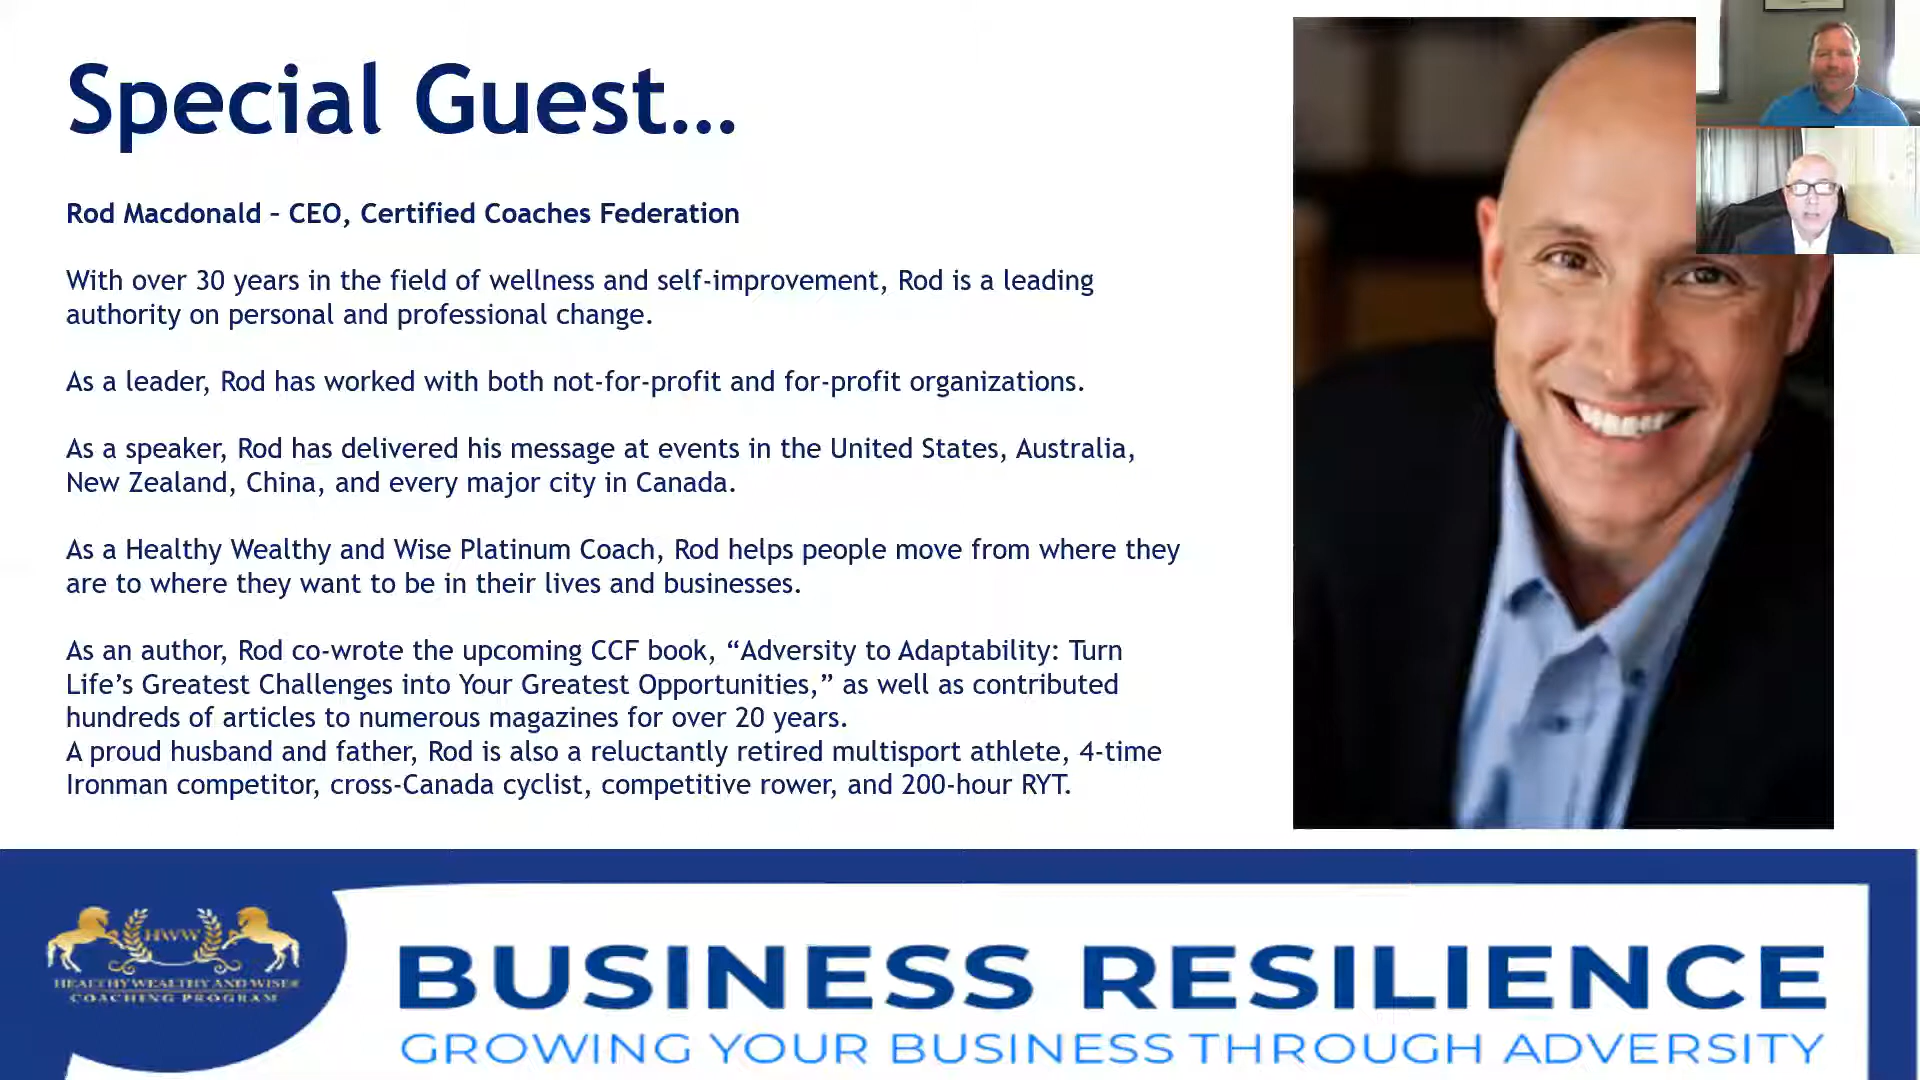 Special Guest...
Rod Macdonald – CEO, Certified Coaches Federation
With over 30 years in the field of wellness and self-improvement, Rod is a leading
authority on personal and professional change.
As a leader, Rod has worked with both not-for-profit and for-profit organizations.
As a speaker, Rod has delivered his message at events in the United States, Australia,
New Zealand, China, and every major city in Canada.
As a Healthy Wealthy and Wise Platinum Coach, Rod helps people move from where they
are to where they want to be in their lives and businesses.
As an author, Rod co-wrote the upcoming CCF book, “Adversity to Adaptability: Turn
Life’s Greatest Challenges into Your Greatest Opportunities,” as well as contributed
hundreds of articles to numerous magazines for over 20 years.
A proud husband and father, Rod is also a reluctantly retired multisport athlete, 4-time
Ironman competitor, cross-Canada cyclist, competitive rower, and 200-hour RYT.
HWW
HEALTHY WEALTHY AND WISE®
COACHING PROGRAM
BUSINESS RESILIENCE
GROWING YOUR BUSINESS THROUGH ADVERSITY